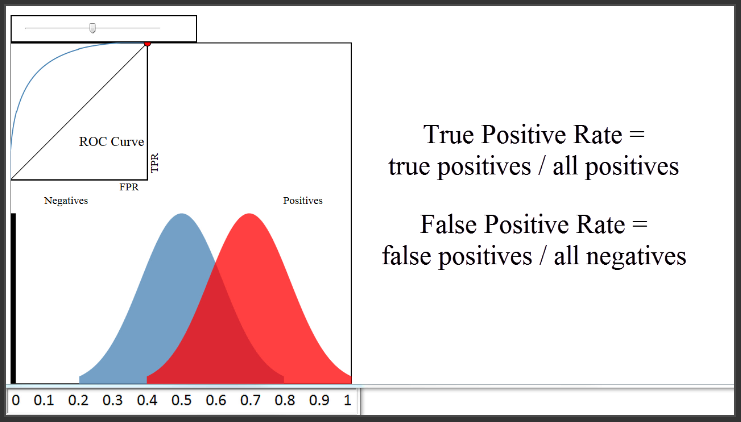 ROC Curve
TPR
FPR
Negatives Positives
0 0.1 0.2 0.3 0.4 0.5 0.6 0.7 0.8 0.9 1
True Positive Rate =
true positives / all positives
False Positive Rate =
false positives / all negatives